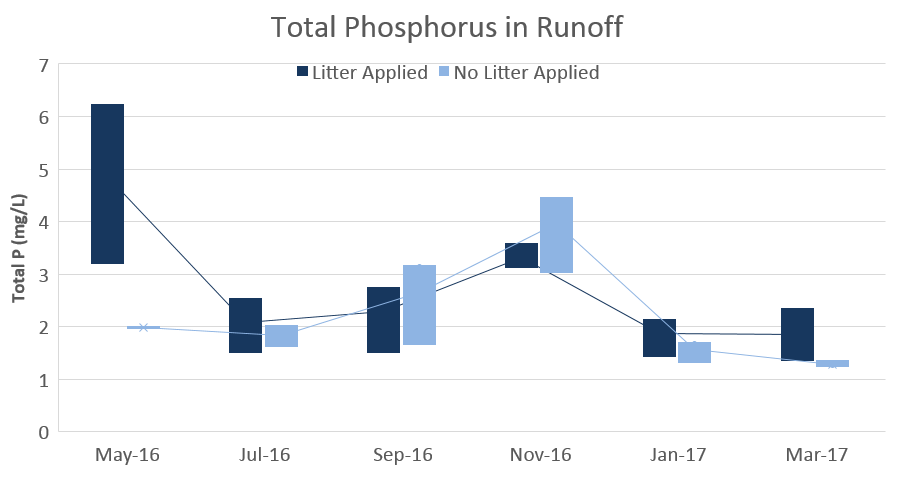 Total Phosphorus in Runoff
Litter Applied No Litter Applied
Total P (mg/L)
7
6
5
4
3
2
1
0
May-16 Jul-16 Sep-16 Nov-16 Jan-17 Mar-17